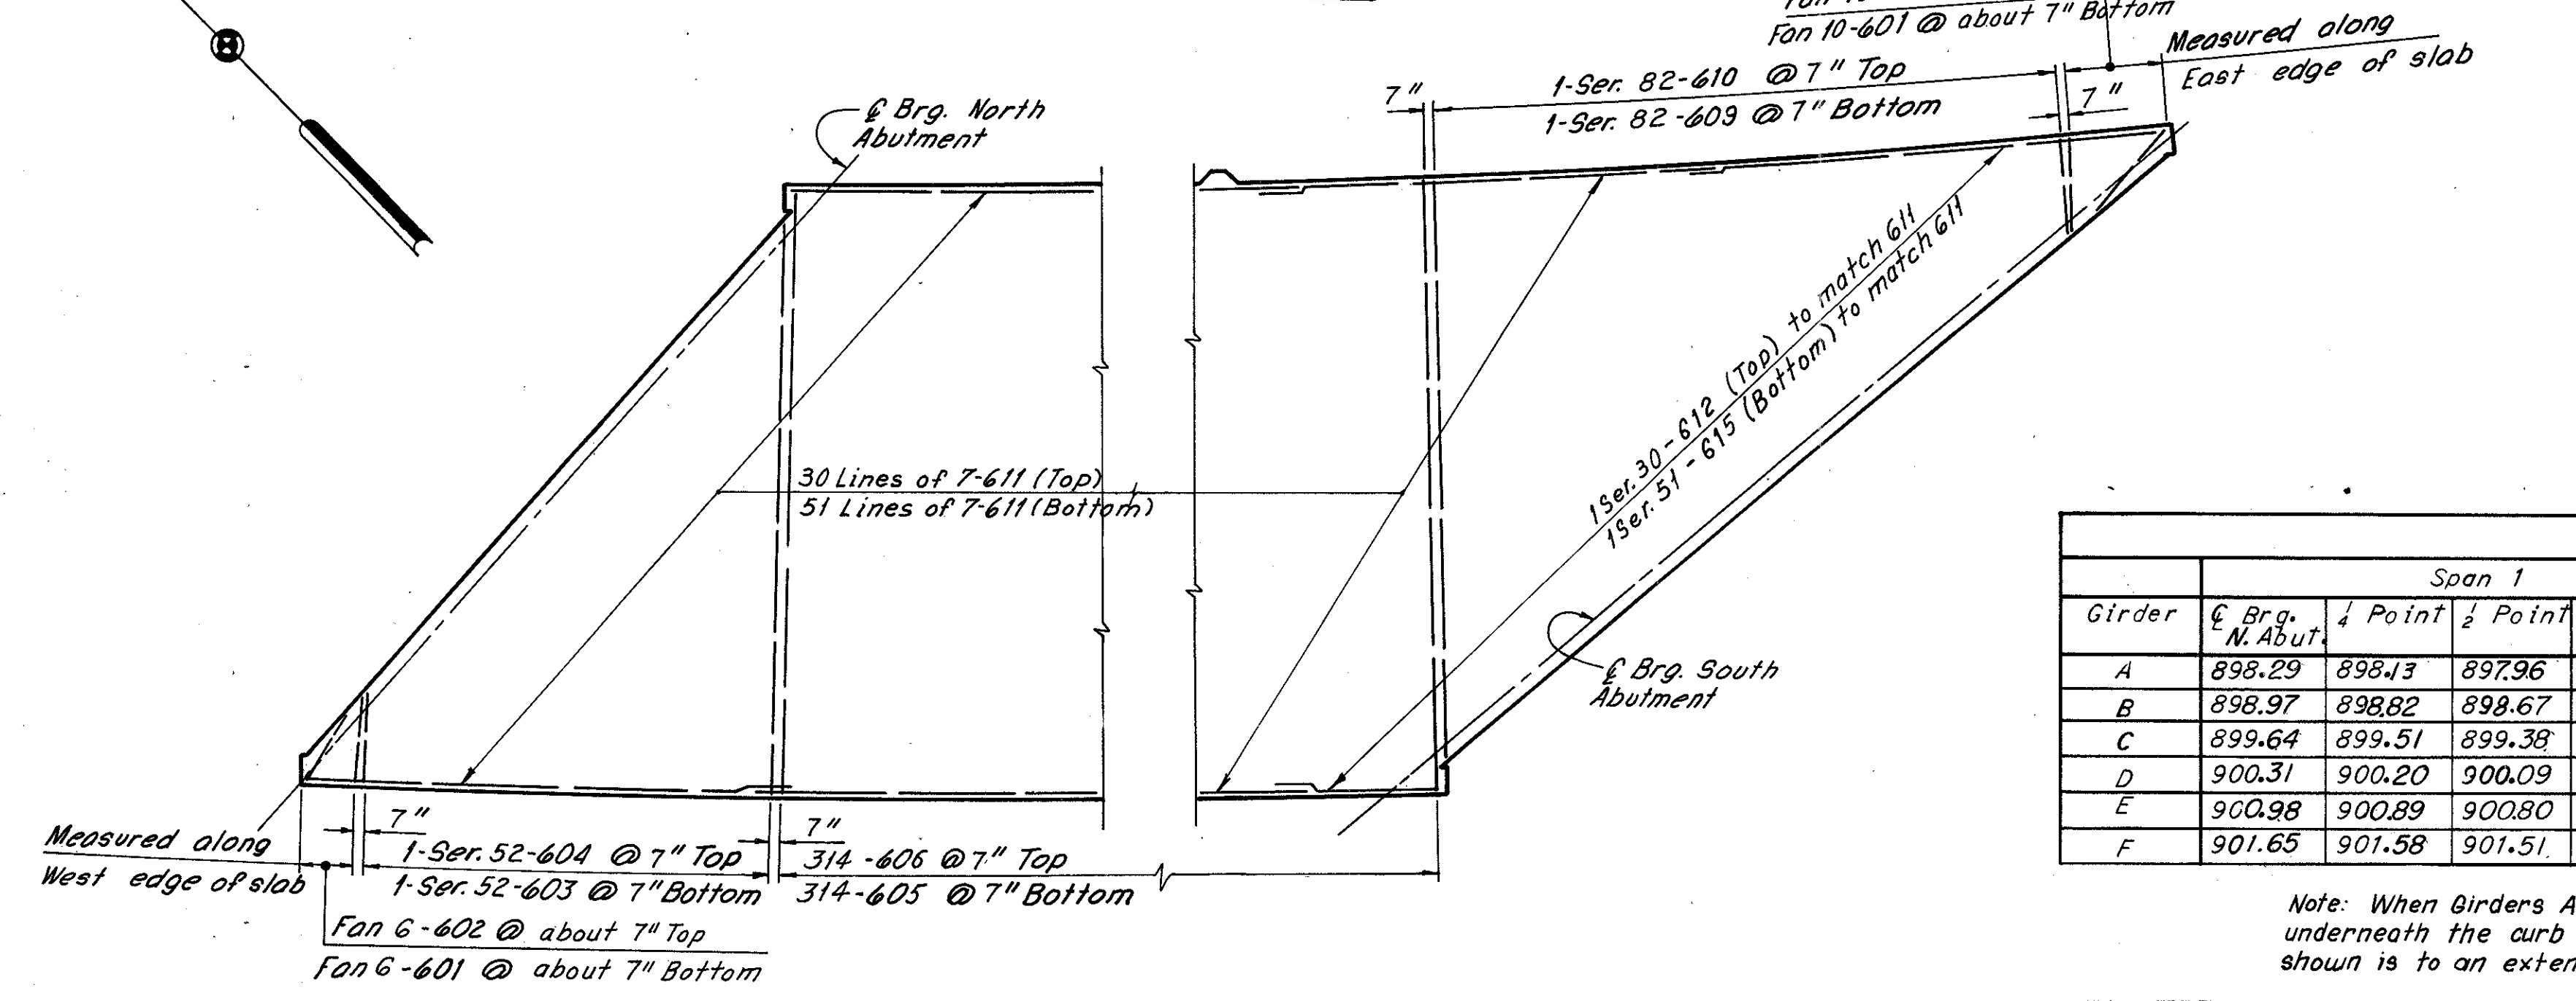 Fan 10-601 @ about 7" Bottom
Measured along
East edge of slab
1-Ser. 82-610 @ 7" Top
1-Ser. 82-609 @ 7" Bottom
7"
7"
℄ Brg. North
Abutment
30 Lines of 7-611 (Top)
51 Lines of 7-611 (Bottom)
1 Ser. 30-612 (Top) to match 611
1 Ser. 51-615 (Bottom) to match 611
℄ Brg. South
Abutment
Measured along
West edge of slab
7"
1-Ser. 52-604 @ 7" Top
1-Ser. 52-603 @ 7" Bottom
7"
314-606 @ 7" Top
314-605 @ 7" Bottom
Fan 6-602 @ about 7" Top
Fan 6-601 @ about 7" Bottom
Span 1
Girder ℄ Brg. N. Abut. 1/4 Point 1/2 Point
A 898.29 898.13 897.96
B 898.97 898.82 898.67
C 899.64 899.51 899.38
D 900.31 900.20 900.09
E 900.98 900.89 900.80
F 901.65 901.58 901.51
Note: When Girders A
underneath the curb
shown is to an exten